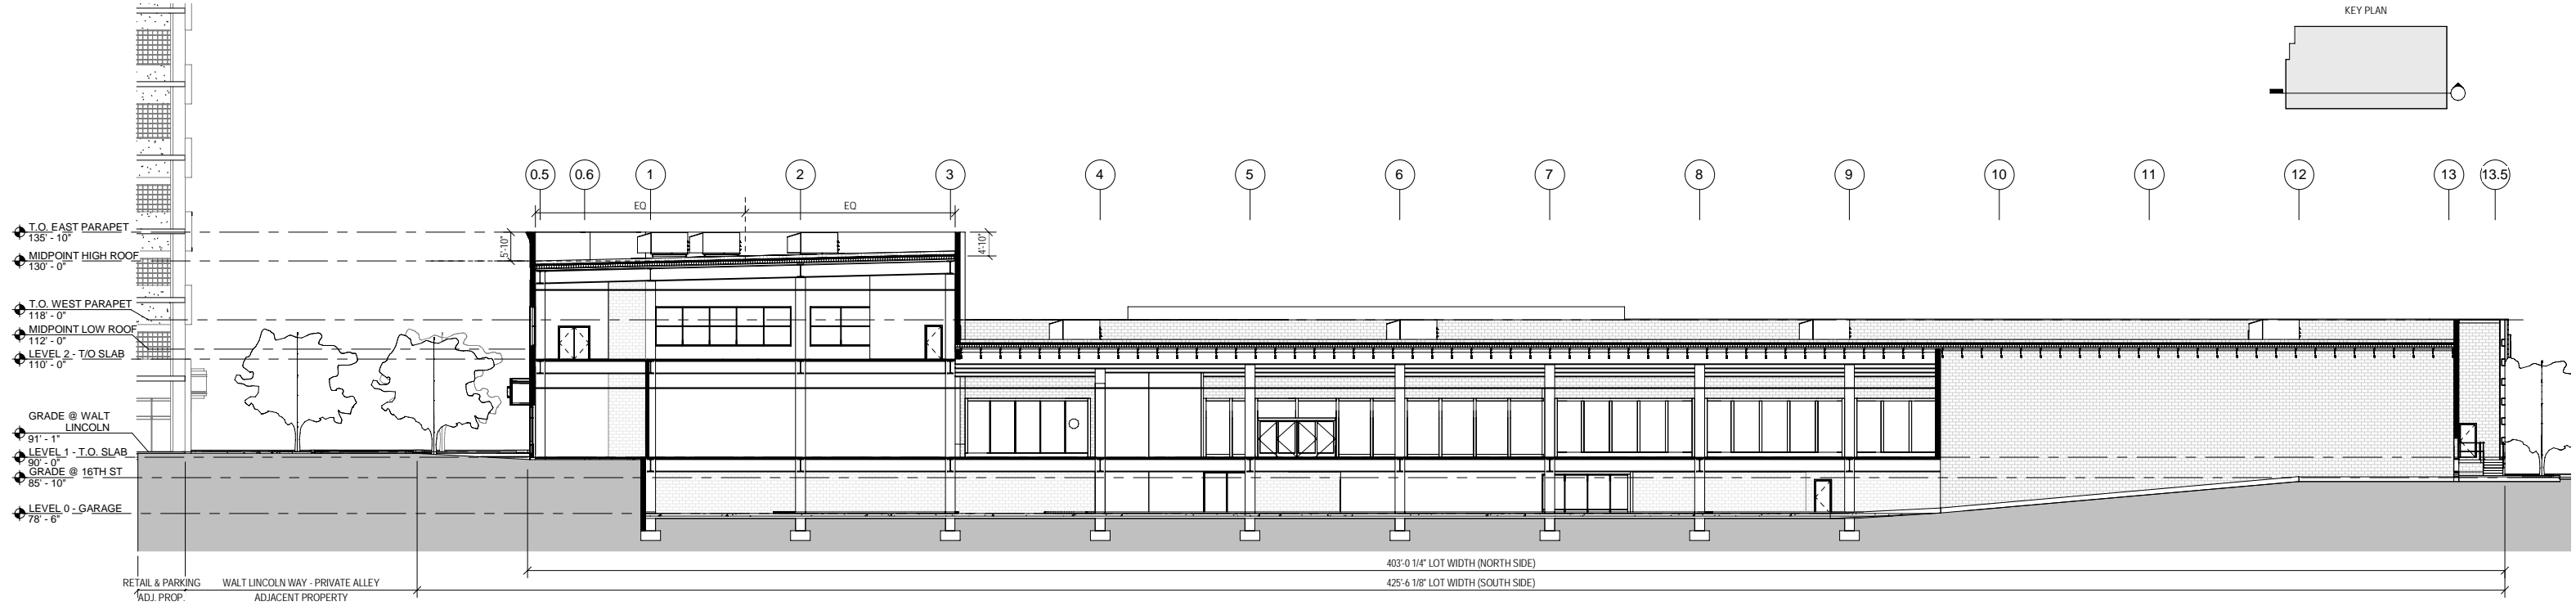 KEY PLAN
0.5
0.6
1
2
3
4
5
6
7
8
9
10
11
12
13
13.5
EQ
EQ
T.O. EAST PARAPET
135' - 10"
5'-10"
4'-10"
MIDPOINT HIGH ROOF
130' - 0"
T.O. WEST PARAPET
118' - 0"
MIDPOINT LOW ROOF
112' - 0"
LEVEL 2 - T/O SLAB
110' - 0"
GRADE @ WALT
LINCOLN
91' - 1"
LEVEL 1 - T.O. SLAB
90' - 0"
GRADE @ 16TH ST
85' - 10"
LEVEL 0 - GARAGE
78' - 6"
403'-0 1/4" LOT WIDTH (NORTH SIDE)
RETAIL & PARKING
WALT LINCOLN WAY - PRIVATE ALLEY
425'-6 1/8" LOT WIDTH (SOUTH SIDE)
ADJ. PROP.
ADJACENT PROPERTY